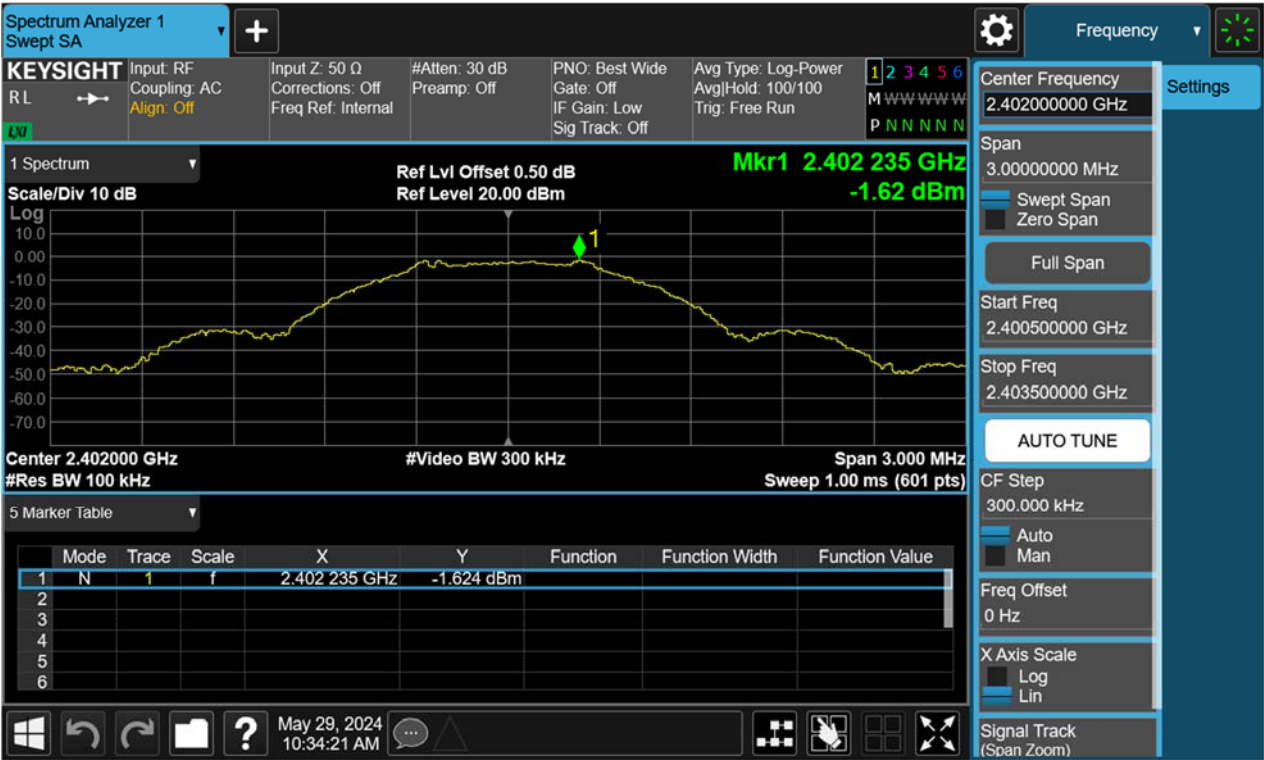 Spectrum Analyzer 1
Swept SA
+
Frequency
KEYSIGHT
R L
LXI
Input: RF
Coupling: AC
Align: Off
Input Z: 50 Ω
Corrections: Off
Freq Ref: Internal
#Atten: 30 dB
Preamp: Off
PNO: Best Wide
Gate: Off
IF Gain: Low
Sig Track: Off
Avg Type: Log-Power
Avg|Hold: 100/100
Trig: Free Run
1 2 3 4 5 6
M W W W W W
P N N N N N
1 Spectrum
Scale/Div 10 dB
Ref Lvl Offset 0.50 dB
Ref Level 20.00 dBm
Mkr1 2.402 235 GHz
-1.62 dBm
Log
10.0
0.00
-10.0
-20.0
-30.0
-40.0
-50.0
-60.0
-70.0
1
Center 2.402000 GHz
#Video BW 300 kHz
Span 3.000 MHz
#Res BW 100 kHz
Sweep 1.00 ms (601 pts)
5 Marker Table
Mode Trace Scale X Y Function Function Width Function Value
1 N 1 f 2.402 235 GHz -1.624 dBm
2
3
4
5
6
?
May 29, 2024
10:34:21 AM
Center Frequency
2.402000000 GHz
Settings
Span
3.00000000 MHz
Swept Span
Zero Span
Full Span
Start Freq
2.400500000 GHz
Stop Freq
2.403500000 GHz
AUTO TUNE
CF Step
300.000 kHz
Auto
Man
Freq Offset
0 Hz
X Axis Scale
Log
Lin
Signal Track
(Span Zoom)